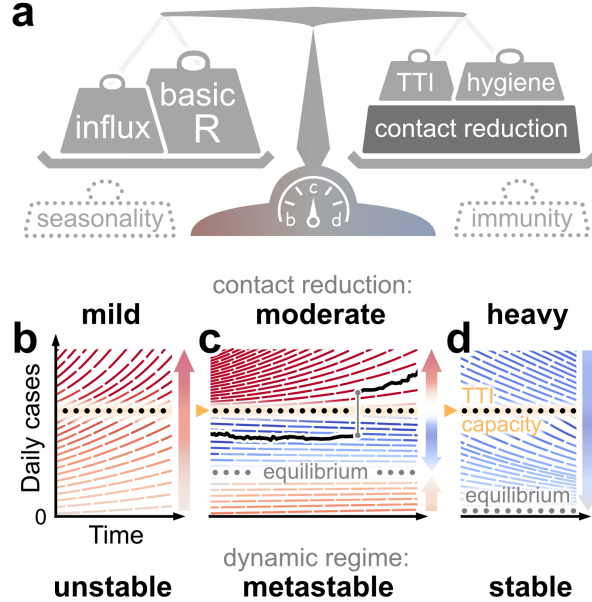 a
influx
basic
R
TTI
hygiene
contact reduction
seasonality
b c d
immunity
contact reduction:
mild
moderate
heavy
b
c
d
Daily cases
0
Time
equilibrium
TTI
capacity
equilibrium
dynamic regime:
unstable
metastable
stable